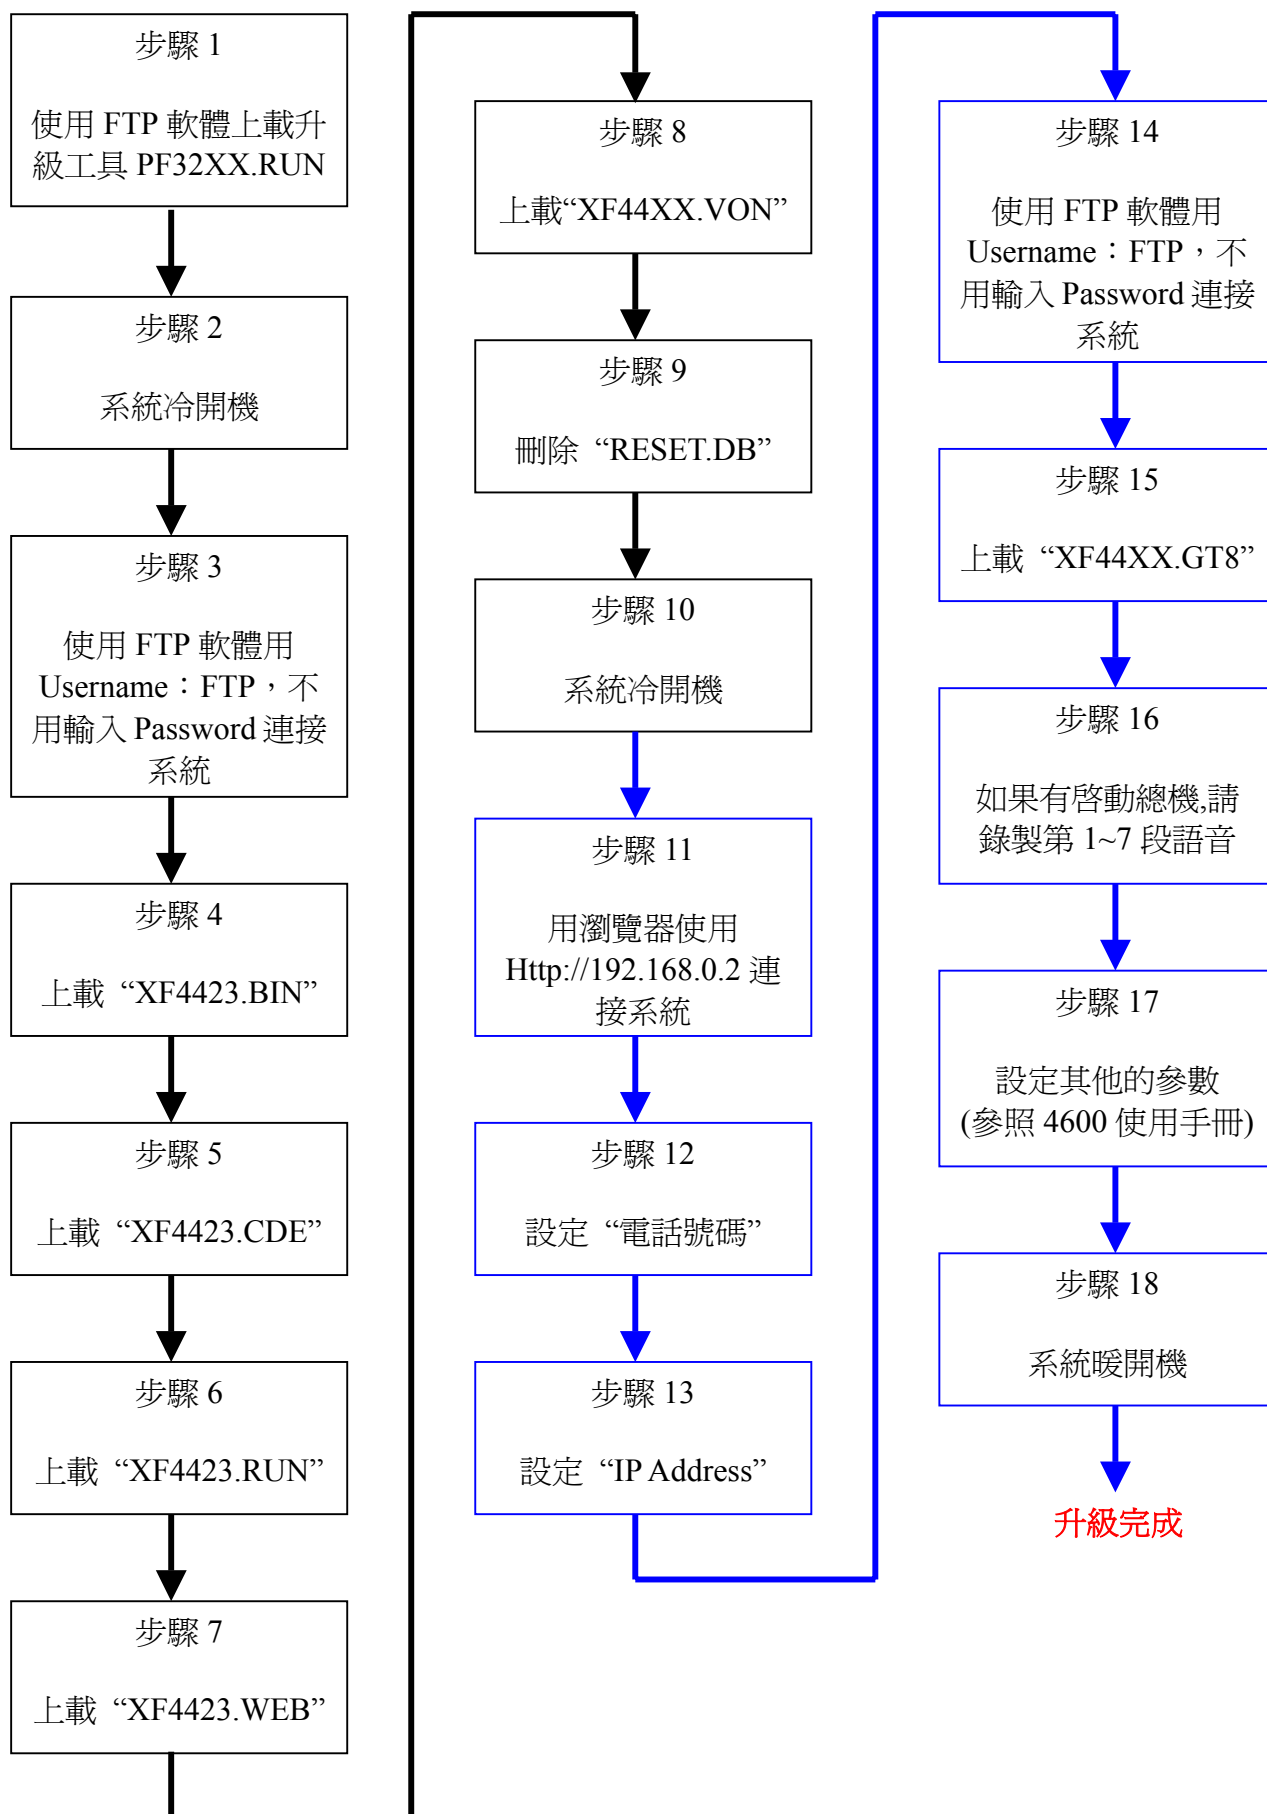 步驟 1
使用 FTP 軟體上載升
級工具 PF32XX.RUN
步驟 2
系統冷開機
步驟 3
使用 FTP 軟體用
Username：FTP，不
用輸入 Password 連接
系統
步驟 4
上載 “XF4423.BIN”
步驟 5
上載 “XF4423.CDE”
步驟 6
上載 “XF4423.RUN”
步驟 7
上載 “XF4423.WEB”
步驟 8
上載“XF44XX.VON”
步驟 9
刪除 “RESET.DB”
步驟 10
系統冷開機
步驟 11
用瀏覽器使用
Http://192.168.0.2 連
接系統
步驟 12
設定 “電話號碼”
步驟 13
設定 “IP Address”
步驟 14
使用 FTP 軟體用
Username：FTP，不
用輸入 Password 連接
系統
步驟 15
上載 “XF44XX.GT8”
步驟 16
如果有啓動總機,請
錄製第 1~7 段語音
步驟 17
設定其他的參數
(參照 4600 使用手冊)
步驟 18
系統暖開機
升級完成